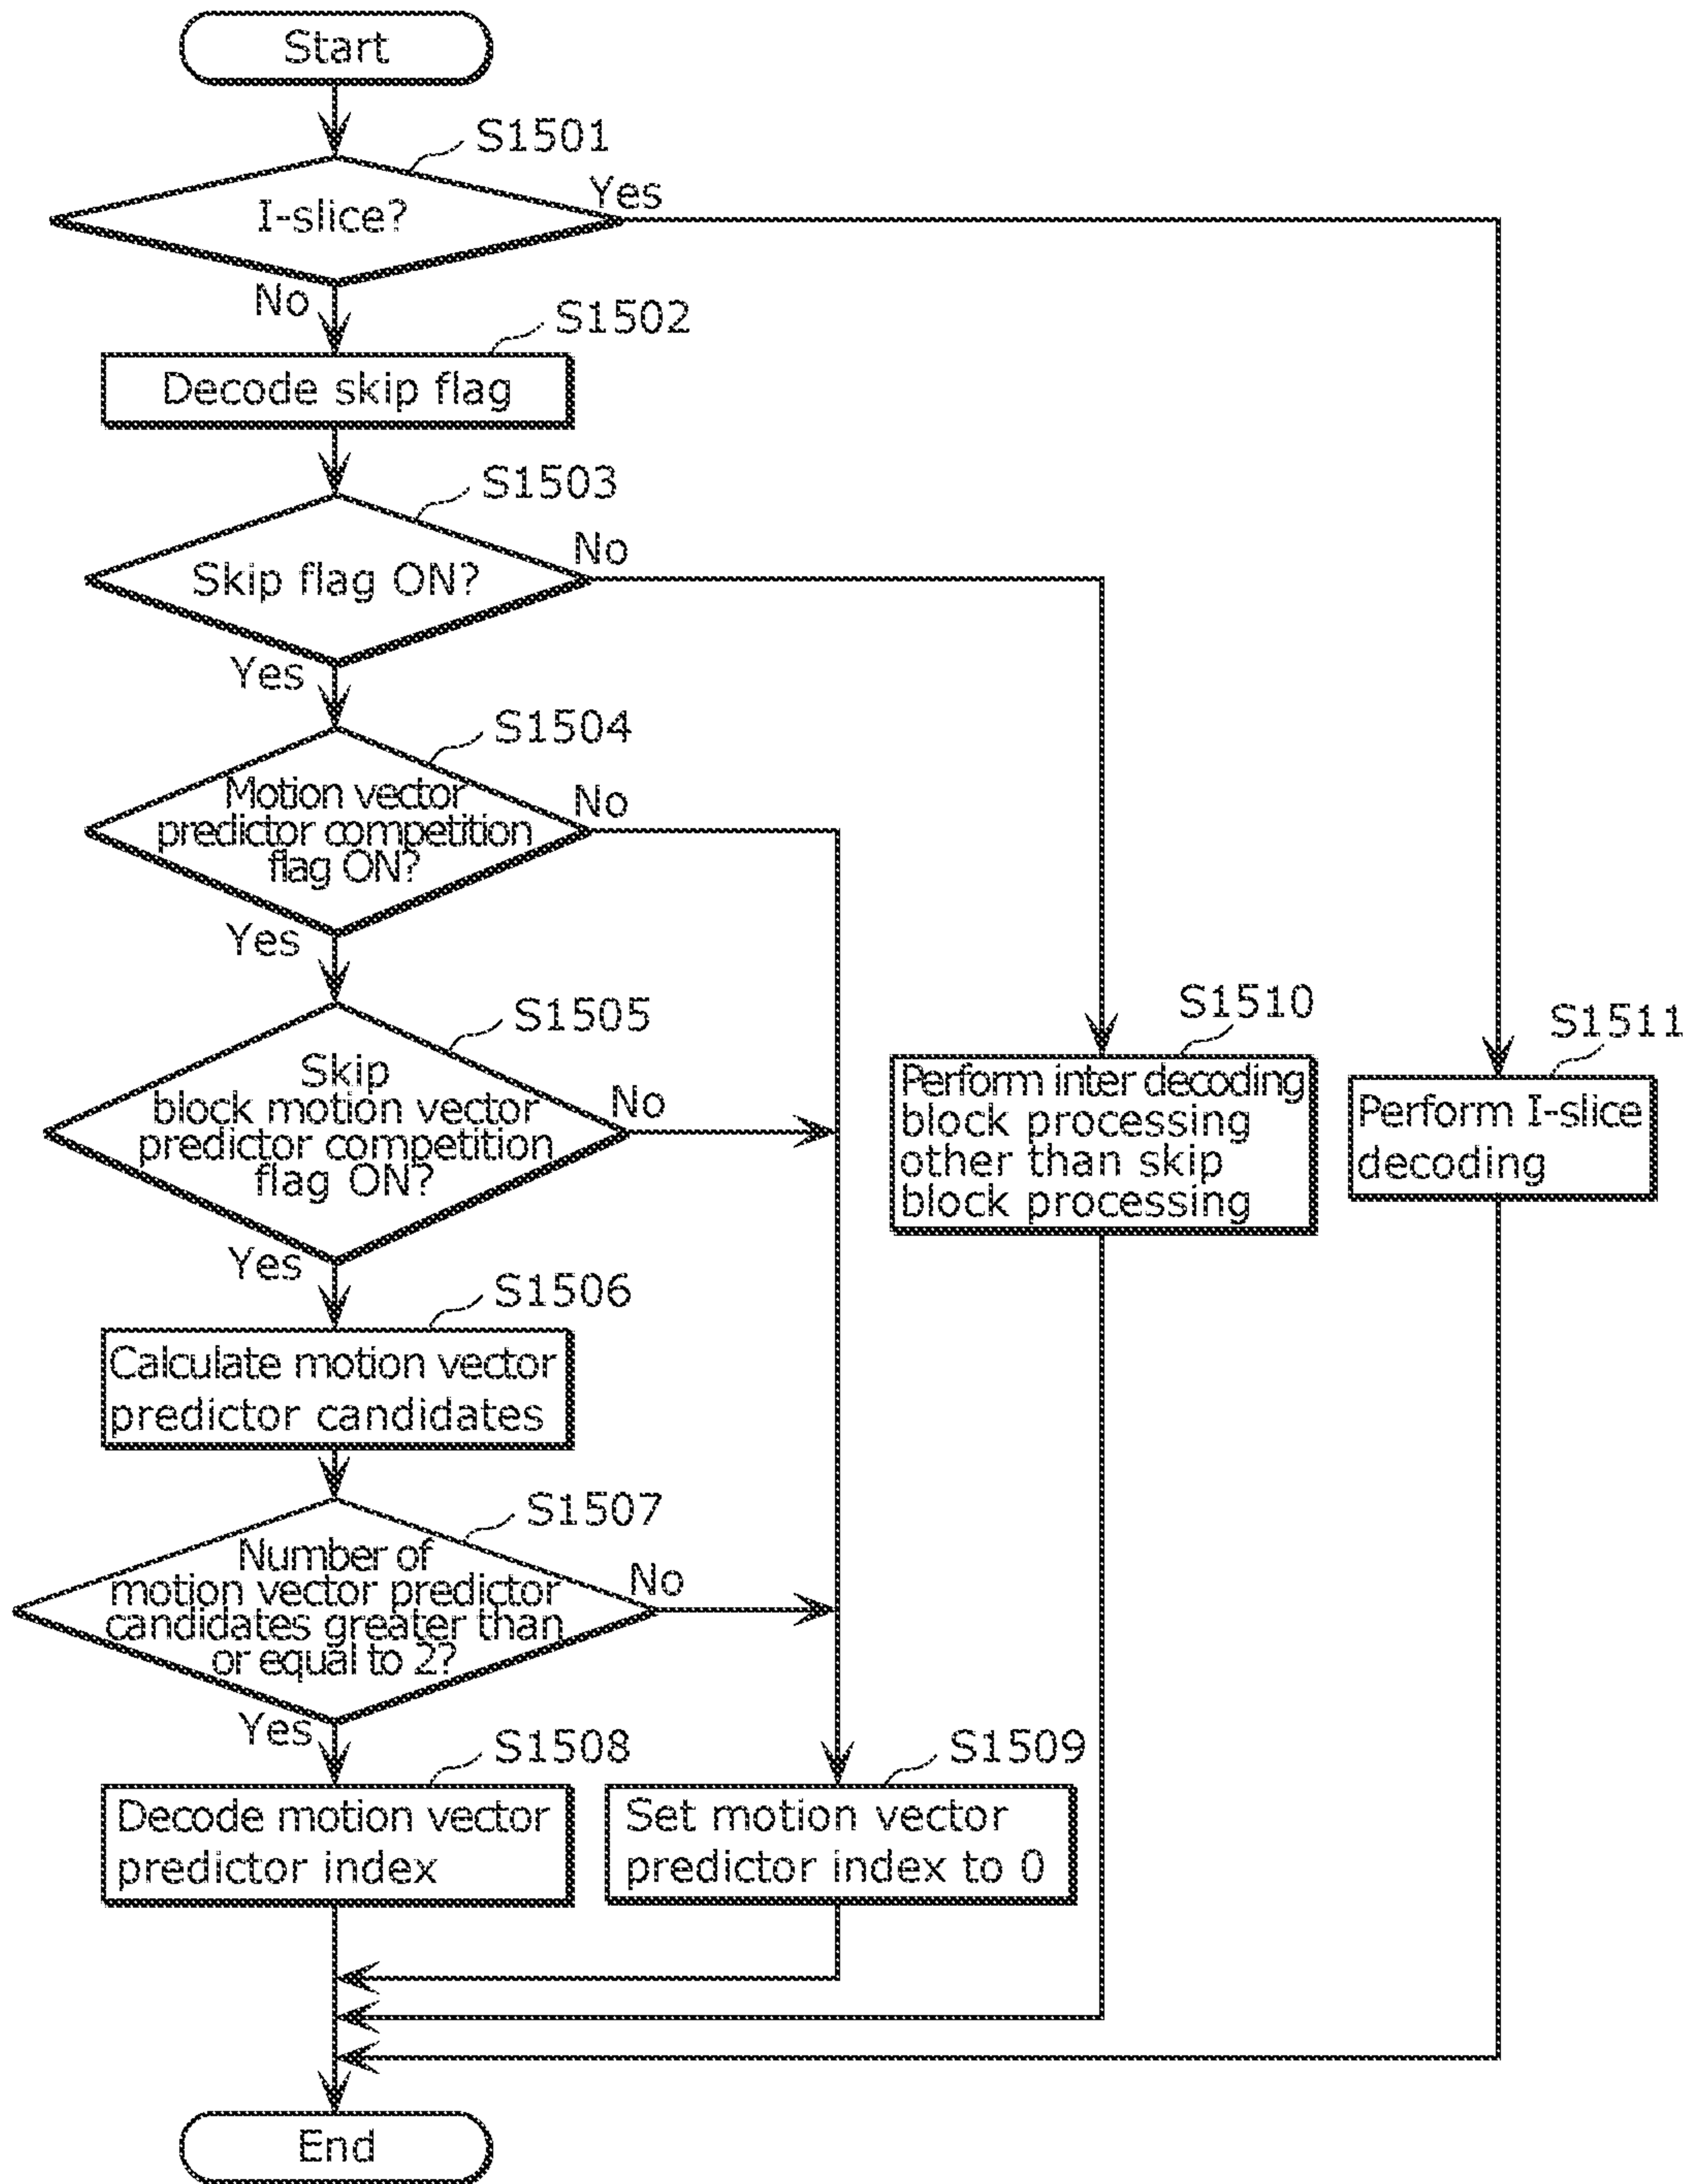 Start
S1501
I-slice?
Yes
No
S1502
Decode skip flag
S1503
Skip flag ON?
No
Yes
S1504
Motion vector
predictor competition
flag ON?
No
Yes
S1505
Skip
block motion vector
predictor competition
flag ON?
No
Yes
S1510
Perform inter decoding
block processing
other than skip
block processing
S1511
Perform I-slice
decoding
S1506
Calculate motion vector
predictor candidates
S1507
Number of
motion vector predictor
candidates greater than
or equal to 2?
No
Yes
S1508
Decode motion vector
predictor index
S1509
Set motion vector
predictor index to 0
End